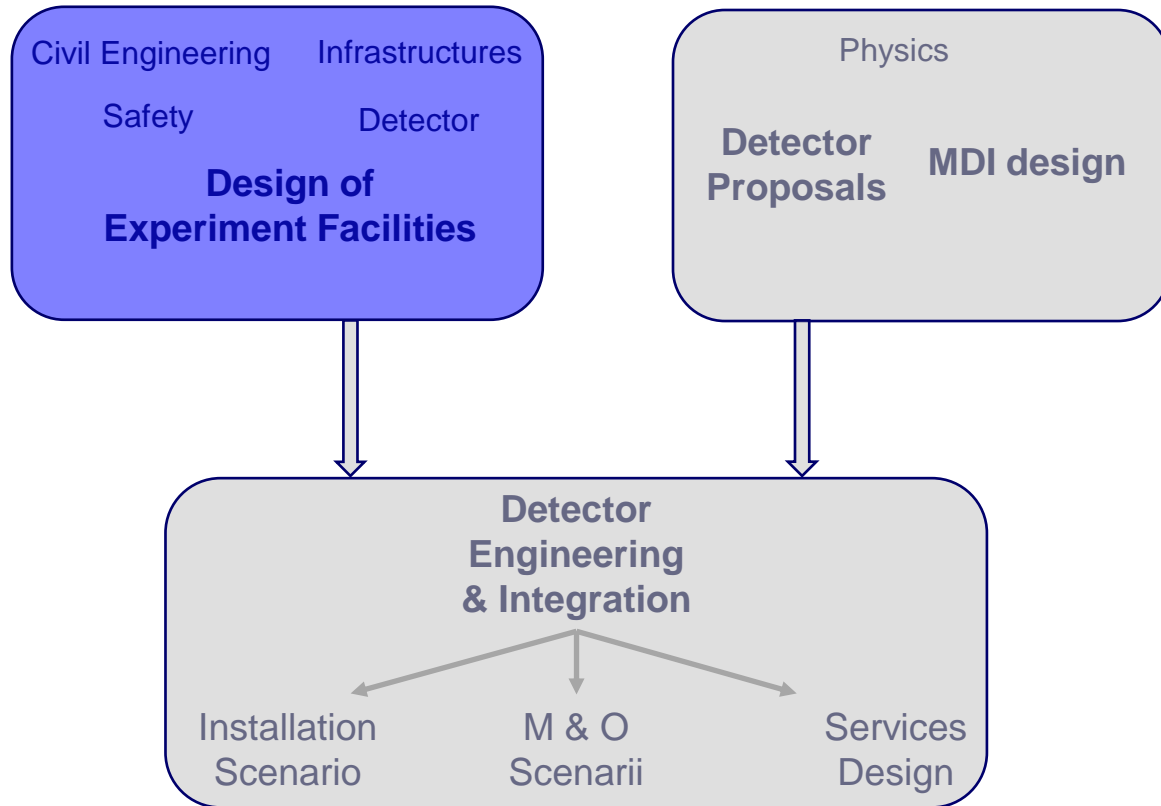 Civil Engineering
Infrastructures
Safety
Detector
Design of
Experiment Facilities
Physics
Detector
Proposals
MDI design
Detector
Engineering
& Integration
Installation
Scenario
M & O
Scenarii
Services
Design